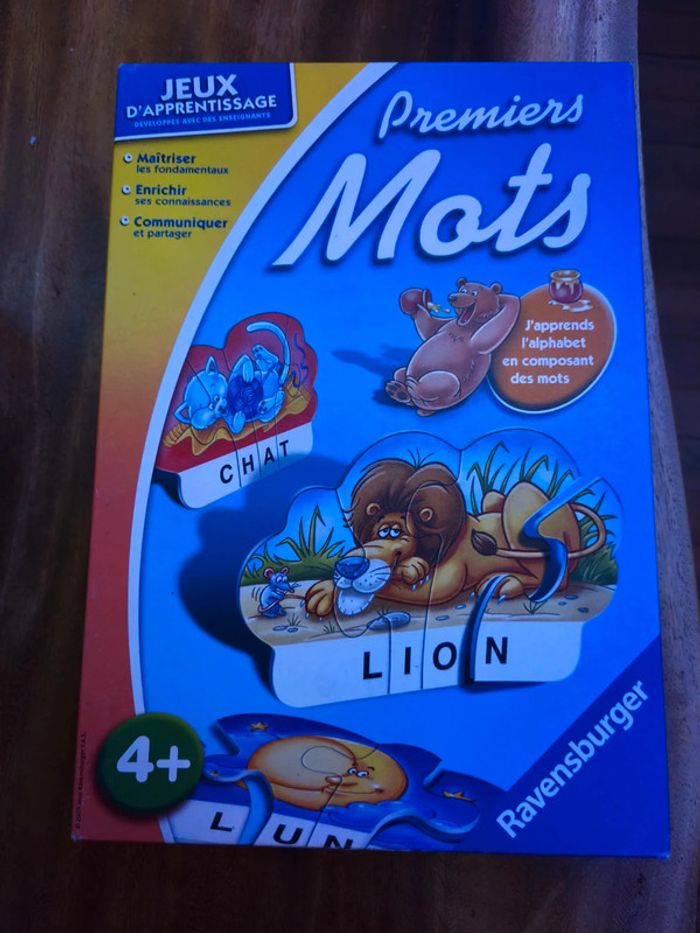 JEUX
D'APPRENTISSAGE
DEVELOPPES AVEC DES ENSEIGNANTS
Maîtriser
les fondamentaux
Enrichir
ses connaissances
Communiquer
et partager
Premiers
Mots
J'apprends
l'alphabet
en composant
des mots
CHAT
LION
4+
LUN
Ravensburger